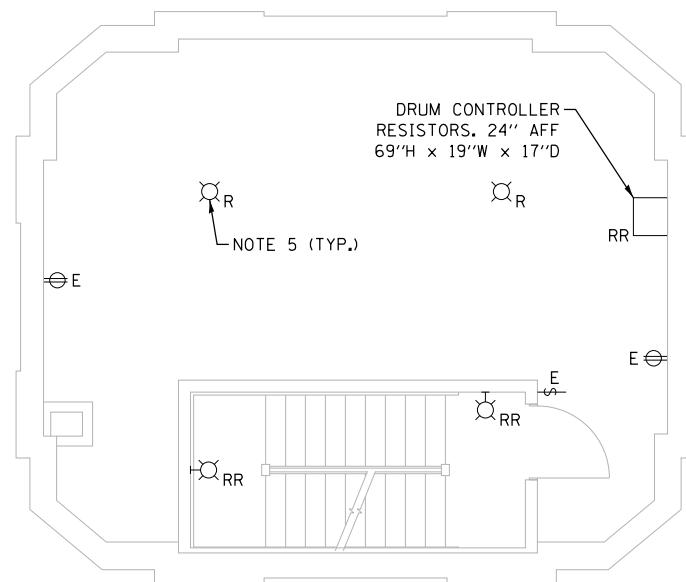 DRUM CONTROLLER
RESISTORS. 24" AFF
69"H x 19"W x 17"D
R
R
NOTE 5 (TYP.)
RR
E
E
E
S
RR
RR